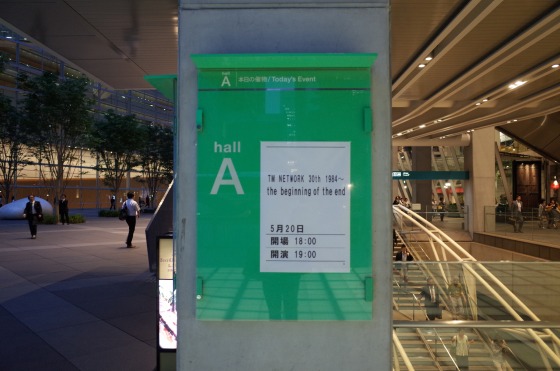 hall
A
本日の催物/Today's Event
hall
A
TM NETWORK 30th 1984～
the beginning of the end
5月20日
開場 18:00
開演 19:00